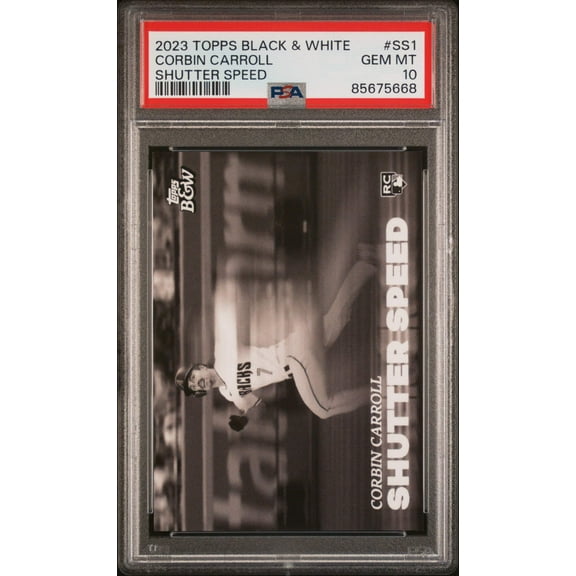 2023 TOPPS BLACK & WHITE #SS1
CORBIN CARROLL GEM MT
SHUTTER SPEED 10
PSA 85675668
topps
B&W
RC
7
CORBIN CARROLL
SHUTTER SPEED